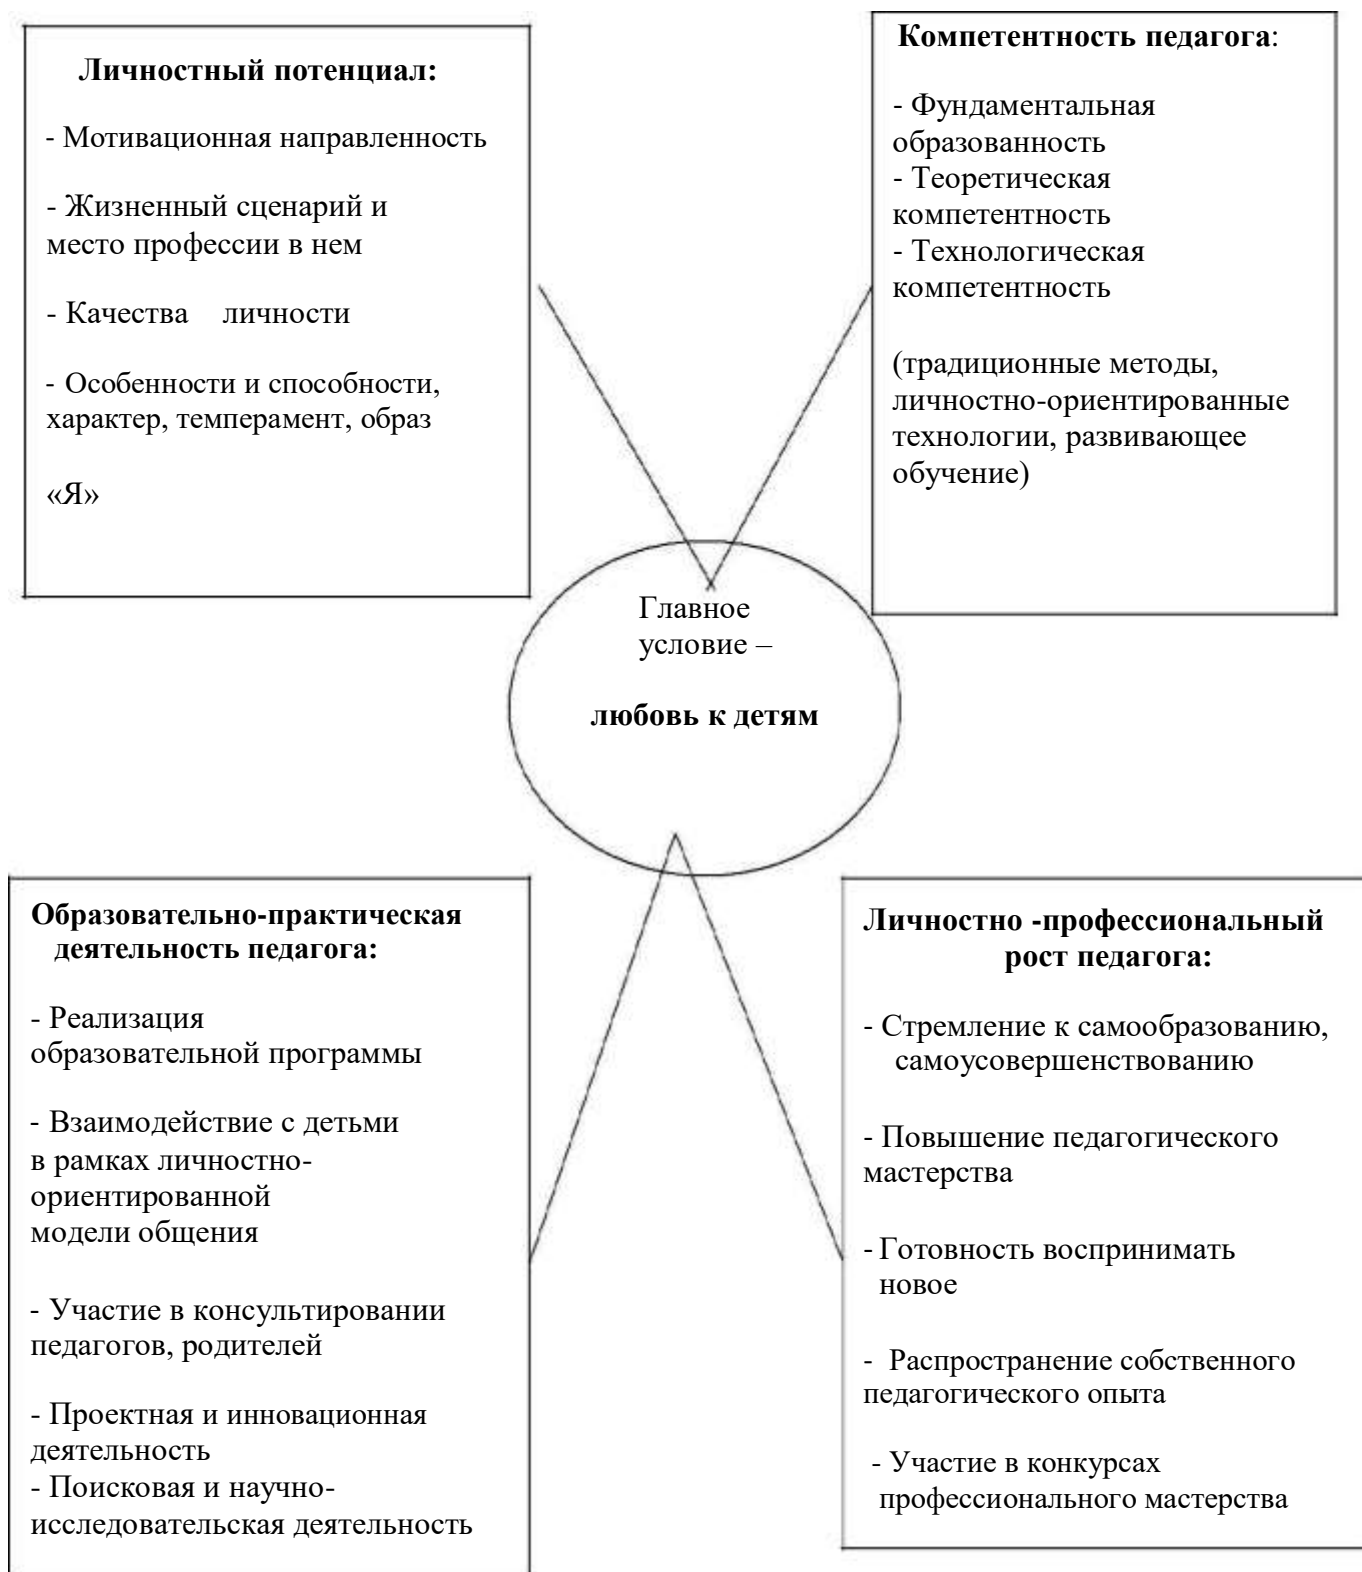 Личностный потенциал:
- Мотивационная направленность
- Жизненный сценарий и
место профессии в нем
- Качества личности
- Особенности и способности,
характер, темперамент, образ
«Я»
Компетентность педагога:
- Фундаментальная
образованность
- Теоретическая
компетентность
- Технологическая
компетентность
(традиционные методы,
личностно-ориентированные
технологии, развивающее
обучение)
Главное
условие –
любовь к детям
Образовательно-практическая
деятельность педагога:
- Реализация
образовательной программы
- Взаимодействие с детьми
в рамках личностно-
ориентированной
модели общения
- Участие в консультировании
педагогов, родителей
- Проектная и инновационная
деятельность
- Поисковая и научно-
исследовательская деятельность
Личностно -профессиональный
рост педагога:
- Стремление к самообразованию,
самоусовершенствованию
- Повышение педагогического
мастерства
- Готовность воспринимать
новое
- Распространение собственного
педагогического опыта
- Участие в конкурсах
профессионального мастерства